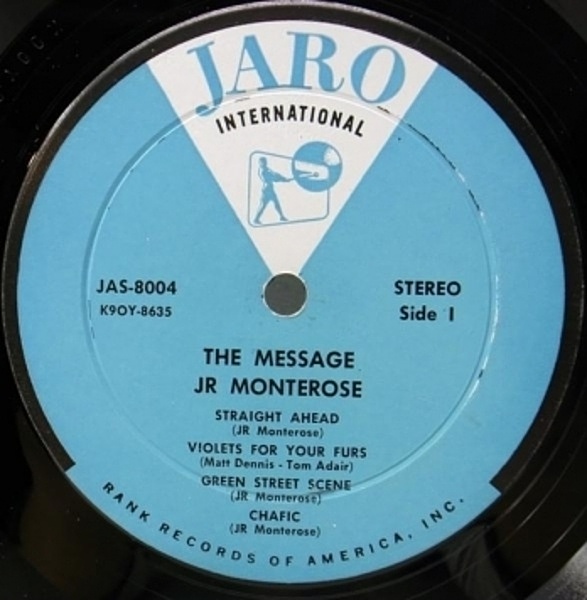 JARO
INTERNATIONAL
JAS-8004
K9OY-8635
STEREO
Side 1
THE MESSAGE
JR MONTEROSE
STRAIGHT AHEAD
(JR Monterose)
VIOLETS FOR YOUR FURS
(Matt Dennis - Tom Adair)
GREEN STREET SCENE
(JR Monterose)
CHAFIC
(JR Monterose)
RANK RECORDS OF AMERICA, INC.